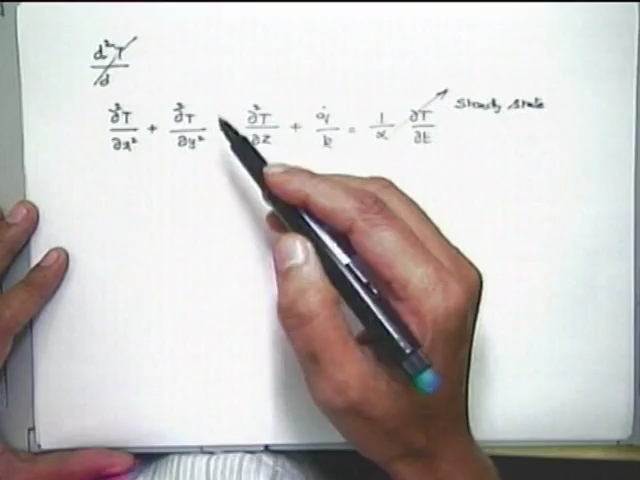 d²T
d
∂²T/∂x² + ∂²T/∂y² ∂²T/∂z + q̇/k = 1/α ∂T/∂t Steady state